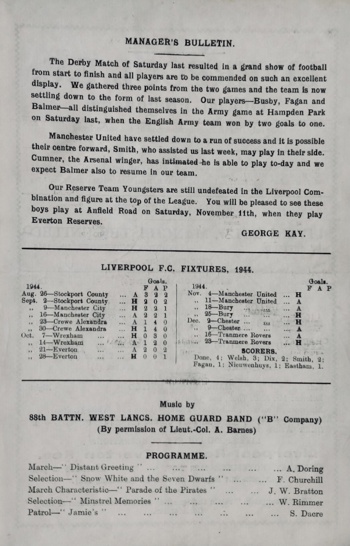 MANAGER'S BULLETIN.
The Derby Match of Saturday last resulted in a grand show of football
from start to finish and all players are to be commended on such an excellent
display. We gathered three points from the two games and the team is now
settling down to the form of last season. Our players—Busby, Fagan and
Balmer—all distinguished themselves in the Army game at Hampden Park
on Saturday last, when the English Army team won by two goals to one.
Manchester United have settled down to a run of success and it is possible
their centre forward, Smith, who assisted us last week, may play in their side.
Cumner, the Arsenal winger, has intimated he is able to play to-day and we
expect Balmer also to resume in our team.
Our Reserve Team Youngsters are still undefeated in the Liverpool Com-
bination and figure at the top of the League. You will be pleased to see these
boys play at Anfield Road on Saturday, November 11th, when they play
Everton Reserves.
GEORGE KAY.
LIVERPOOL F.C. FIXTURES, 1944.
Goals.
1944. F A P
Aug. 26—Stockport County ... A 3 2 2
Sept. 2—Stockport County ... H 9 0 2
„ 9—Manchester City ... H 2 2 1
„ 16—Manchester City ... A 2 2 1
„ 23—Crewe Alexandra ... A 1 4 0
„ 30—Crewe Alexandra ... H 1 4 0
Oct. 7—Wrexham ... H 0 3 0
„ 14—Wrexham ... A 1 2 0
„ 21—Everton ... A 2 0 2
„ 28—Everton ... H 0 0 1
Goals.
1944. F A P
Nov. 4—Manchester United ... H
„ 11—Manchester United ... A
„ 18—Bury ... A
„ 25—Bury ... H
Dec. 2—Chester ... H
„ 9—Chester ... A
„ 16—Tranmere Rovers ... A
„ 23—Tranmere Rovers ... H
SCORERS.
Done, 4; Welsh, 3; Dix, 2; Smith, 2;
Fagan, 1; Nieuwenhuys, 1; Eastham, 1.
Music by
88th BATTN. WEST LANCS. HOME GUARD BAND ("B" Company)
(By permission of Lieut.-Col. A. Barnes)
PROGRAMME.
March—"Distant Greeting" ... ... ... ... ... A. Doring
Selection—"Snow White and the Seven Dwarfs" ... ... F. Churchill
March Characteristic—"Parade of the Pirates" ... ... J. W. Bratton
Selection—"Minstrel Memories" ... ... ... ... W. Rimmer
Patrol—"Jamie's" ... ... ... ... ... S. Dacre